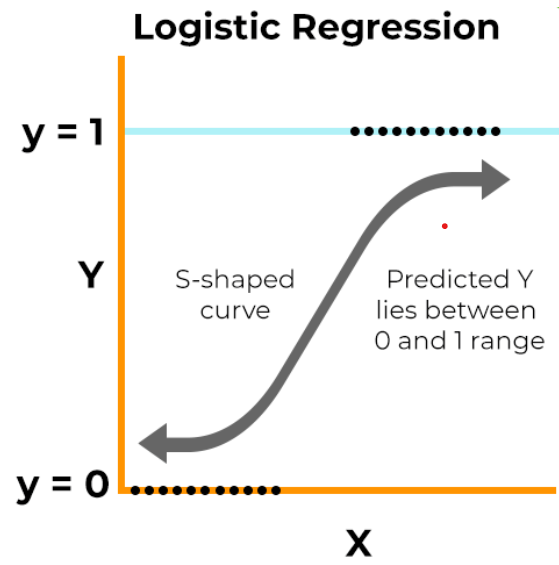 Logistic Regression
y = 1
Y
S-shaped
curve
Predicted Y
lies between
0 and 1 range
y = 0
X